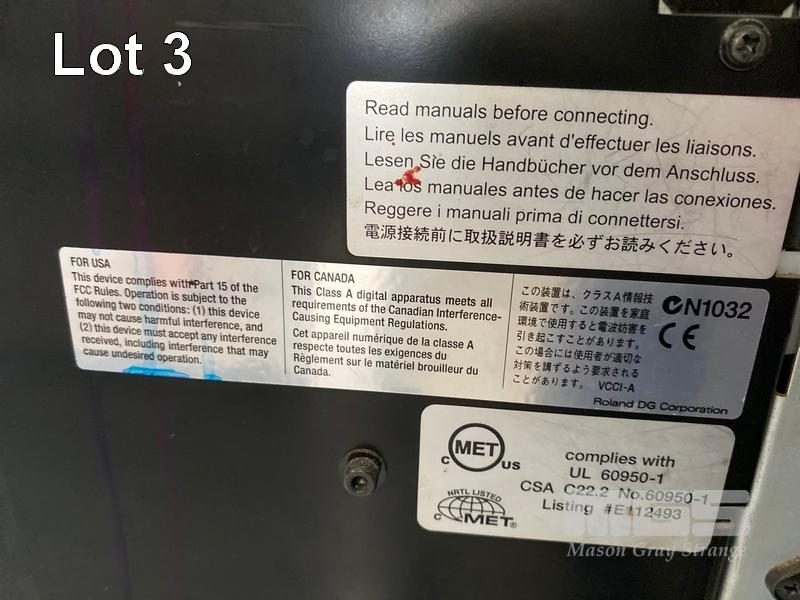 Lot 3
Read manuals before connecting.
Lire les manuels avant d'effectuer les liaisons.
Lesen Sie die Handbücher vor dem Anschluss.
Lea los manuales antes de hacer las conexiones.
Reggere i manuali prima di connettersi.
電源接続前に取扱説明書を必ずお読みください。
FOR USA
This device complies with Part 15 of the
FCC Rules. Operation is subject to the
following two conditions: (1) this device
may not cause harmful interference, and
(2) this device must accept any interference
received, including interference that may
cause undesired operation.
FOR CANADA
This Class A digital apparatus meets all
requirements of the Canadian Interference-
Causing Equipment Regulations.
Cet appareil numérique de la classe A
respecte toutes les exigences du
Règlement sur le matériel brouilleur du
Canada.
この装置は、クラスA情報技
術装置です。この装置を家庭
環境で使用すると電波妨害を
引き起こすことがあります。
この場合には使用者が適切な
対策を講ずるよう要求される
ことがあります。 VCCI-A
N1032
CE
Roland DG Corporation
C MET US
NRTL LISTED
C MET®
complies with
UL 60950-1
CSA C22.2 No.60950-1
Listing #E112493
MGS
Mason Gray Strange